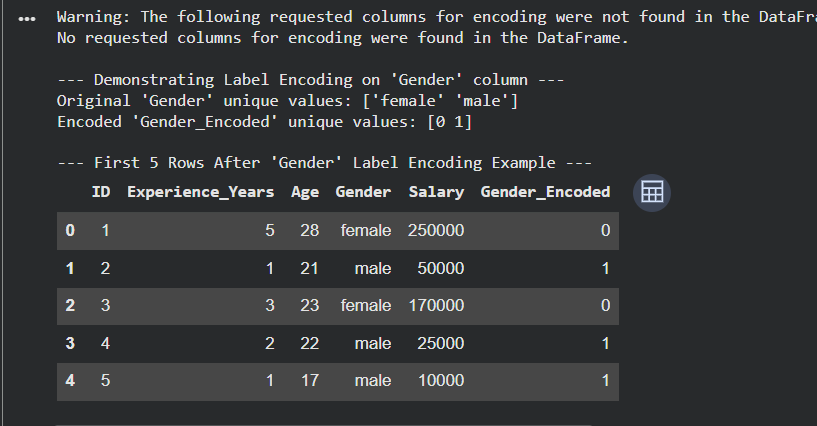 Warning: The following requested columns for encoding were not found in the DataFra
No requested columns for encoding were found in the DataFrame.
--- Demonstrating Label Encoding on 'Gender' column ---
Original 'Gender' unique values: ['female' 'male']
Encoded 'Gender_Encoded' unique values: [0 1]
--- First 5 Rows After 'Gender' Label Encoding Example ---
ID Experience_Years Age Gender Salary Gender_Encoded
0 1 5 28 female 250000 0
1 2 1 21 male 50000 1
2 3 3 23 female 170000 0
3 4 2 22 male 25000 1
4 5 1 17 male 10000 1